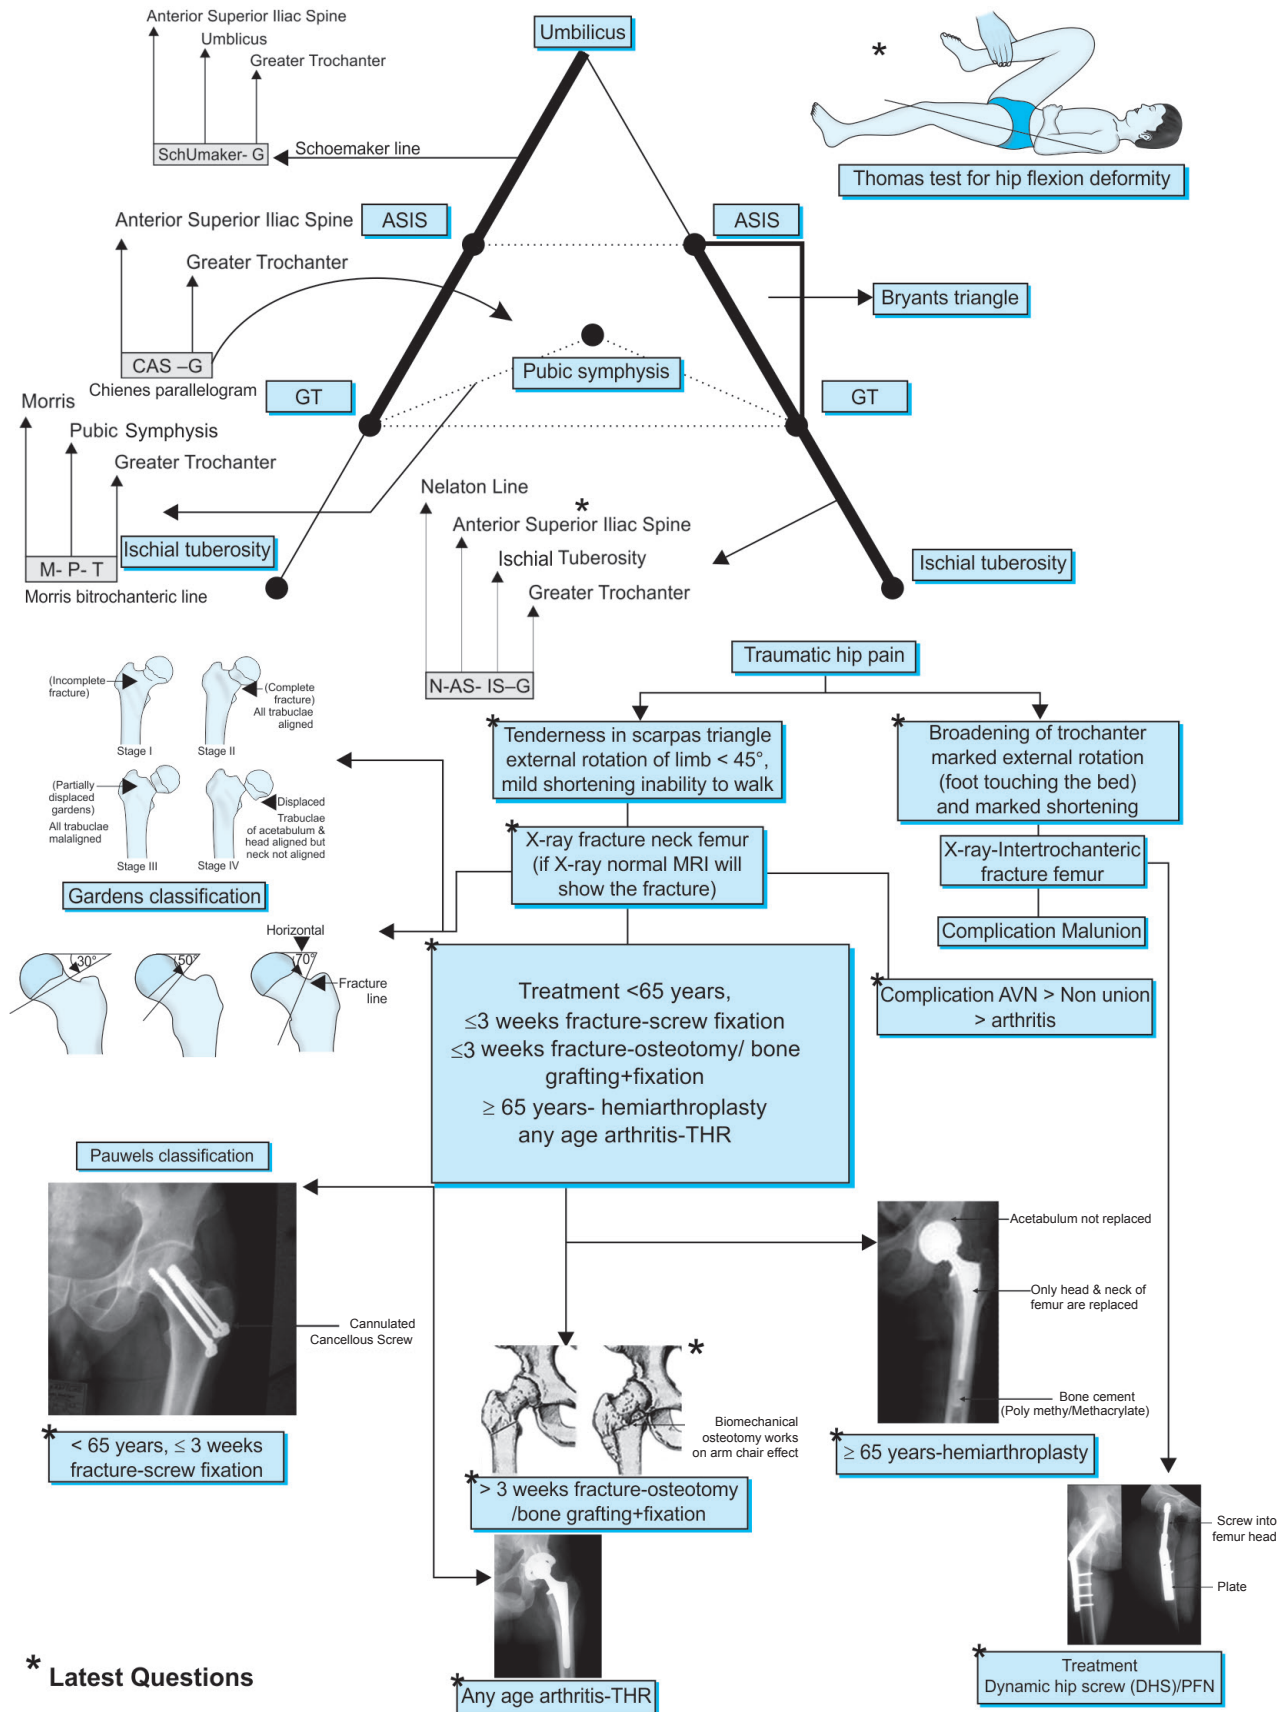 Anterior Superior Iliac Spine
Umblicus
Greater Trochanter
SchUmaker- G
Schoemaker line
Umbilicus
*
Thomas test for hip flexion deformity
Anterior Superior Iliac Spine
ASIS
ASIS
Greater Trochanter
Bryants triangle
CAS –G
Chienes parallelogram
Pubic symphysis
GT
GT
Morris
Pubic Symphysis
Greater Trochanter
M- P- T
Morris bitrochanteric line
Ischial tuberosity
Nelaton Line
*
Anterior Superior Iliac Spine
Ischial Tuberosity
Greater Trochanter
N-AS- IS–G
Ischial tuberosity
(Incomplete
fracture)
Stage I
(Complete
fracture)
All trabuclae
aligned
Stage II
(Partially
displaced
gardens)
All trabuclae
malaligned
Stage III
Displaced
Trabuclae
of acetabulum &
head aligned but
neck not aligned
Stage IV
Gardens classification
30°
50°
Horizontal
70°
Fracture
line
Pauwels classification
Traumatic hip pain
*
Tenderness in scarpas triangle
external rotation of limb < 45°,
mild shortening inability to walk
*
Broadening of trochanter
marked external rotation
(foot touching the bed)
and marked shortening
*
X-ray fracture neck femur
(if X-ray normal MRI will
show the fracture)
X-ray-Intertrochanteric
fracture femur
Complication Malunion
*
Treatment <65 years,
≤3 weeks fracture-screw fixation
≤3 weeks fracture-osteotomy/ bone
grafting+fixation
≥ 65 years- hemiarthroplasty
any age arthritis-THR
*
Complication AVN > Non union
> arthritis
Cannulated
Cancellous Screw
*
< 65 years, ≤ 3 weeks
fracture-screw fixation
*
Biomechanical
osteotomy works
on arm chair effect
*
> 3 weeks fracture-osteotomy
/bone grafting+fixation
Acetabulum not replaced
Only head & neck of
femur are replaced
Bone cement
(Poly methy/Methacrylate)
*
≥ 65 years-hemiarthroplasty
Screw into
femur head
Plate
*
Treatment
Dynamic hip screw (DHS)/PFN
*
Any age arthritis-THR
* Latest Questions